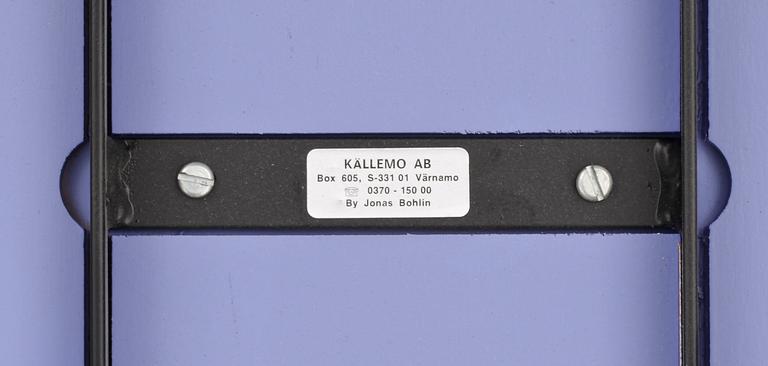 KÄLLEMO AB
Box 605, S-331 01 Värnamo
☏ 0370 - 150 00
By Jonas Bohlin